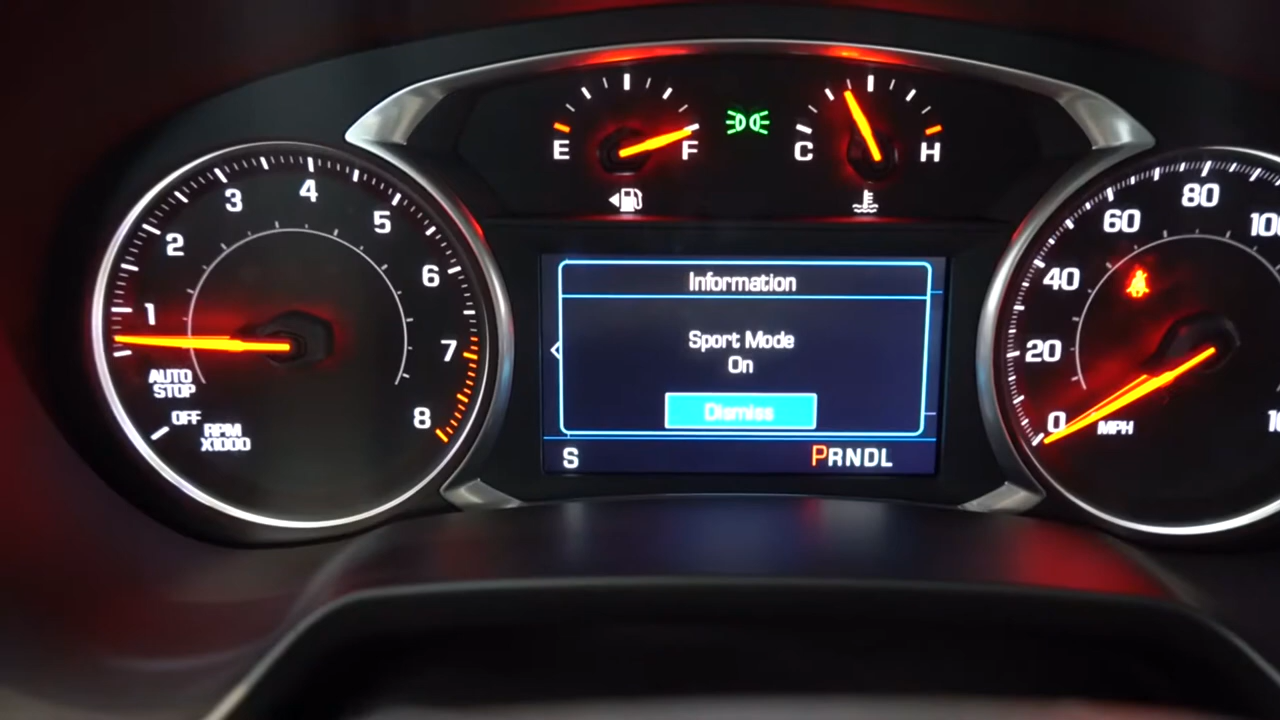 E
F
C
H
1
2
3
4
5
6
7
8
AUTO
STOP
OFF
RPM
X1000
Information
Sport Mode
On
Dismiss
S
PRNDL
0
20
40
60
80
MPH